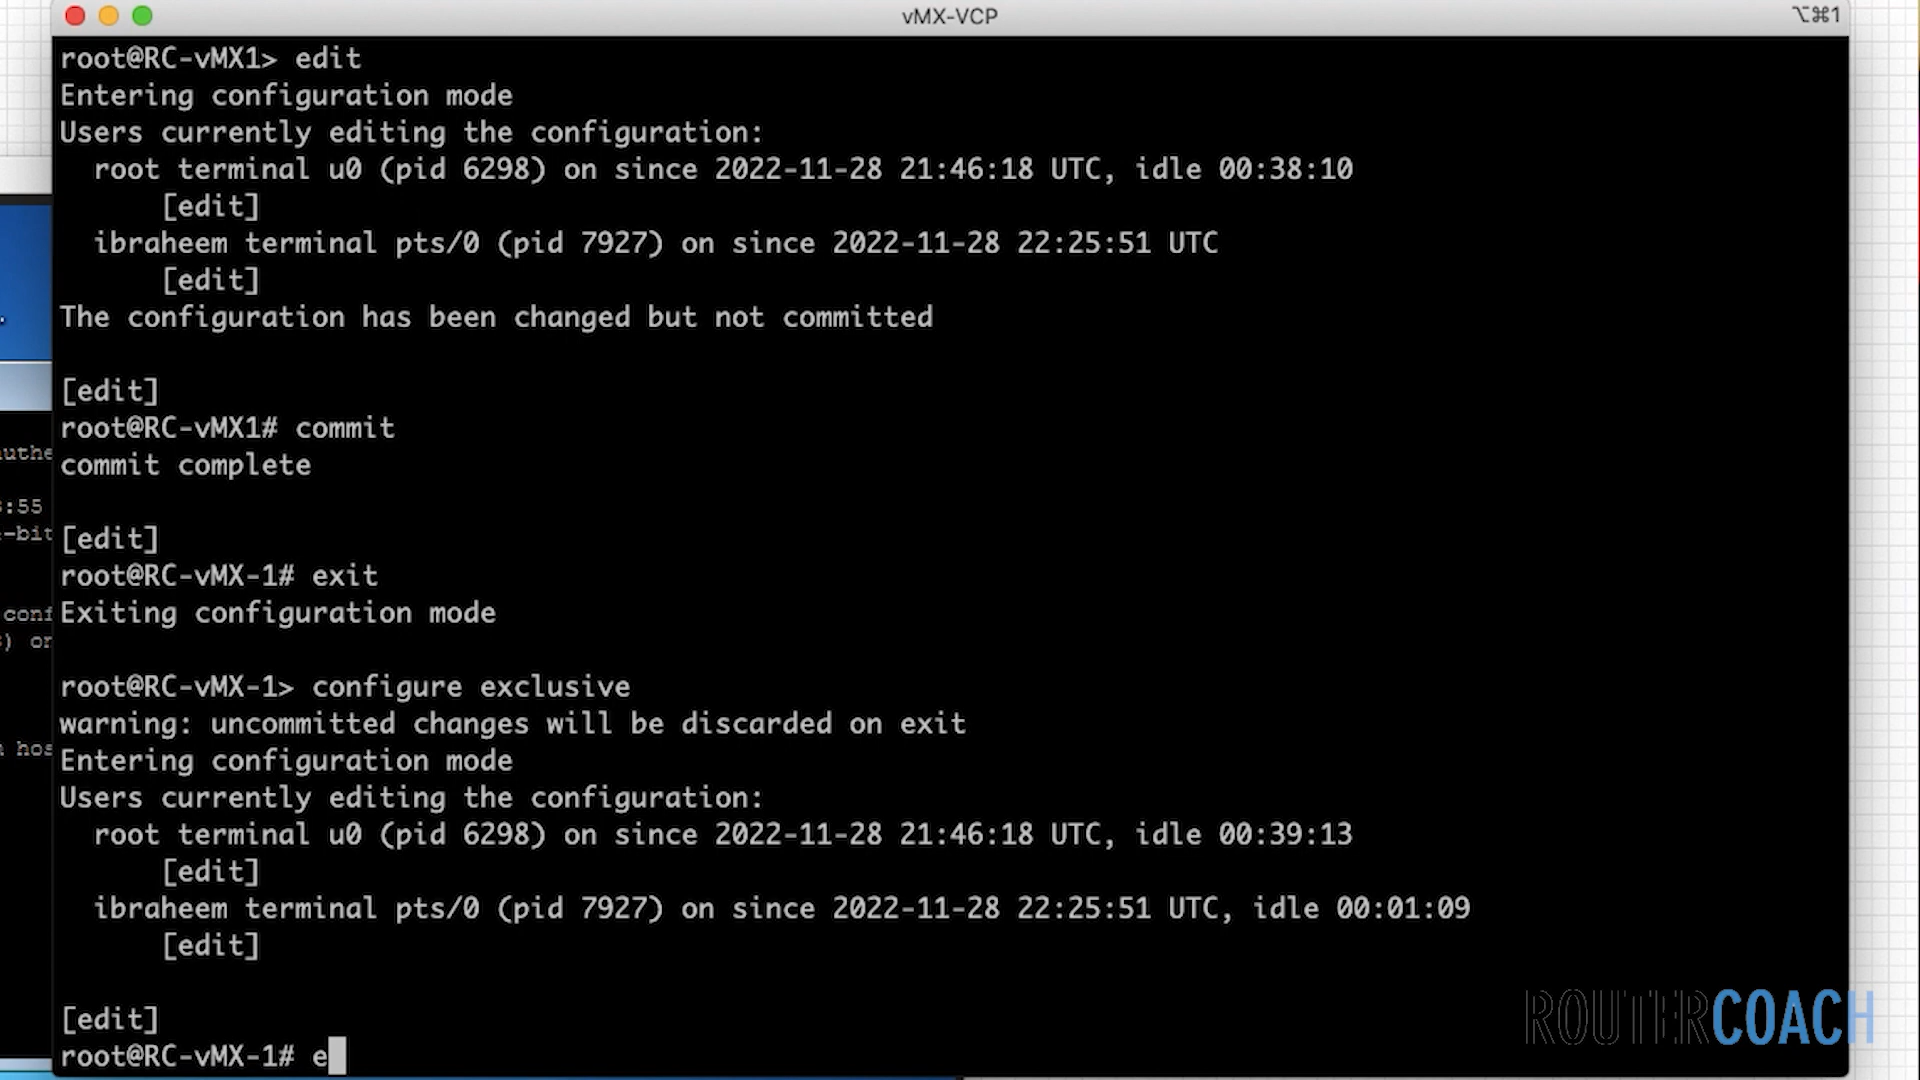 vMX-VCP
⌥⌘1
root@RC-vMX1> edit
Entering configuration mode
Users currently editing the configuration:
  root terminal u0 (pid 6298) on since 2022-11-28 21:46:18 UTC, idle 00:38:10
      [edit]
  ibraheem terminal pts/0 (pid 7927) on since 2022-11-28 22:25:51 UTC
      [edit]
The configuration has been changed but not committed
[edit]
root@RC-vMX1# commit
commit complete
[edit]
root@RC-vMX-1# exit
Exiting configuration mode
root@RC-vMX-1> configure exclusive
warning: uncommitted changes will be discarded on exit
Entering configuration mode
Users currently editing the configuration:
  root terminal u0 (pid 6298) on since 2022-11-28 21:46:18 UTC, idle 00:39:13
      [edit]
  ibraheem terminal pts/0 (pid 7927) on since 2022-11-28 22:25:51 UTC, idle 00:01:09
      [edit]
[edit]
root@RC-vMX-1# e
:55
-bit
conf
) on
hos
ROUTERCOACH